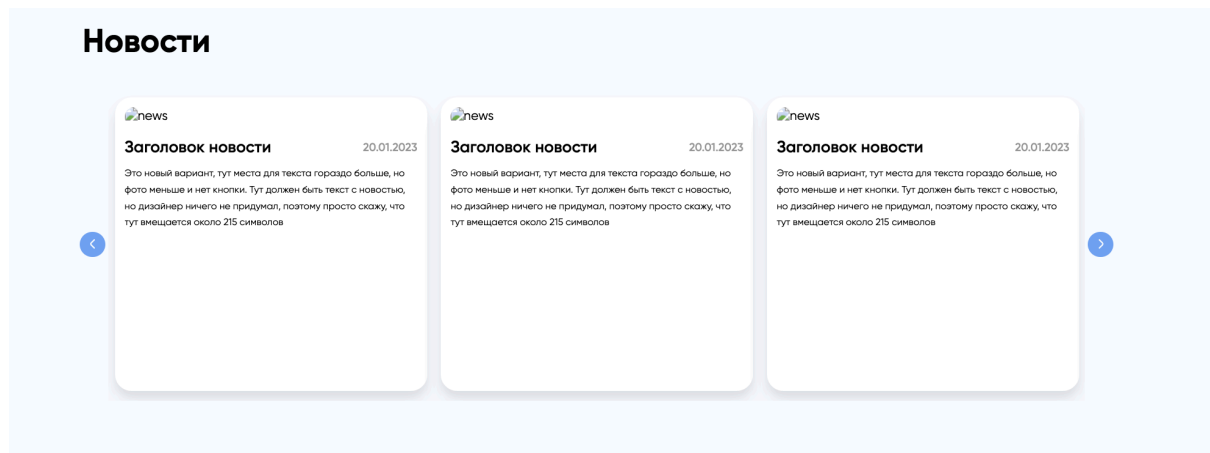 Новости
news
Заголовок новости 20.01.2023
Это новый вариант, тут места для текста гораздо больше, но
фото меньше и нет кнопки. Тут должен быть текст с новостью,
но дизайнер ничего не придумал, поэтому просто скажу, что
тут вмещается около 215 символов
news
Заголовок новости 20.01.2023
Это новый вариант, тут места для текста гораздо больше, но
фото меньше и нет кнопки. Тут должен быть текст с новостью,
но дизайнер ничего не придумал, поэтому просто скажу, что
тут вмещается около 215 символов
news
Заголовок новости 20.01.2023
Это новый вариант, тут места для текста гораздо больше, но
фото меньше и нет кнопки. Тут должен быть текст с новостью,
но дизайнер ничего не придумал, поэтому просто скажу, что
тут вмещается около 215 символов